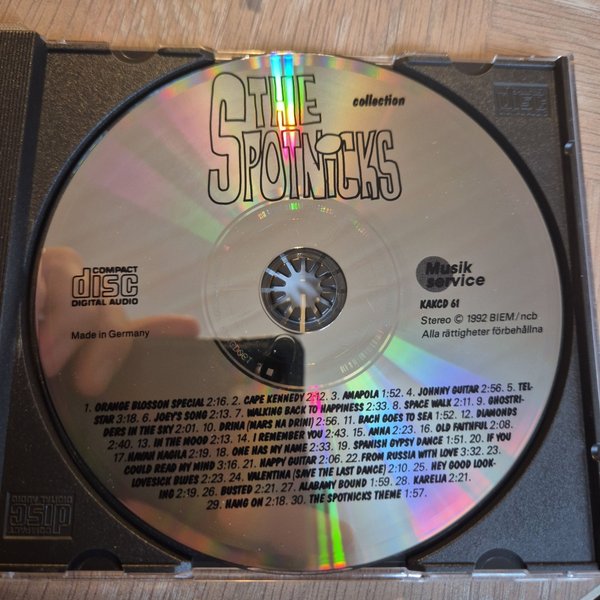 THE
SPOTNICKS
collection
COMPACT
disc
DIGITAL AUDIO
Made in Germany
Musik
service
KAKCD 61
Stereo © 1992 BIEM/ncb
Alla rättigheter förbehållna
1. ORANGE BLOSSON SPECIAL 2:16. 2. CAPE KENNEDY 2:12. 3. AMAPOLA 1:52. 4. JOHNNY GUITAR 2:56. 5. TEL-
STAR 3:18. 6. JOEY'S SONG 2:13. 7. WALKING BACK TO HAPPINESS 2:33. 8. SPACE WALK 2:11. 9. GHOSTRI-
DERS IN THE SKY 2:01. 10. DRINA (MARS NA DRINI) 2:56. 11. BACH GOES TO SEA 1:52. 12. DIAMONDS
2:40. 13. IN THE MOOD 2:13. 14. I REMEMBER YOU 2:43. 15. ANNA 2:23. 16. OLD FAITHFUL 2:08.
17. HAVAH NAGILA 2:19. 18. ONE HAS MY NAME 2:33. 19. SPANISH GYPSY DANCE 1:51. 20. IF YOU
COULD READ MY MIND 3:16. 21. HAPPY GUITAR 2:06. 22. FROM RUSSIA WITH LOVE 3:32. 23.
LOVESICK BLUES 2:23. 24. VALENTINA (SAVE THE LAST DANCE) 2:10. 25. HEY GOOD LOOK-
ING 2:19. 26. BUSTED 2:21. 27. ALABAMY BOUND 1:59. 28. KARELIA 2:21.
29. HANG ON 2:18. 30. THE SPOTNICKS THEME 1:57.
COMPACT
disc
DIGITAL AUDIO
disc